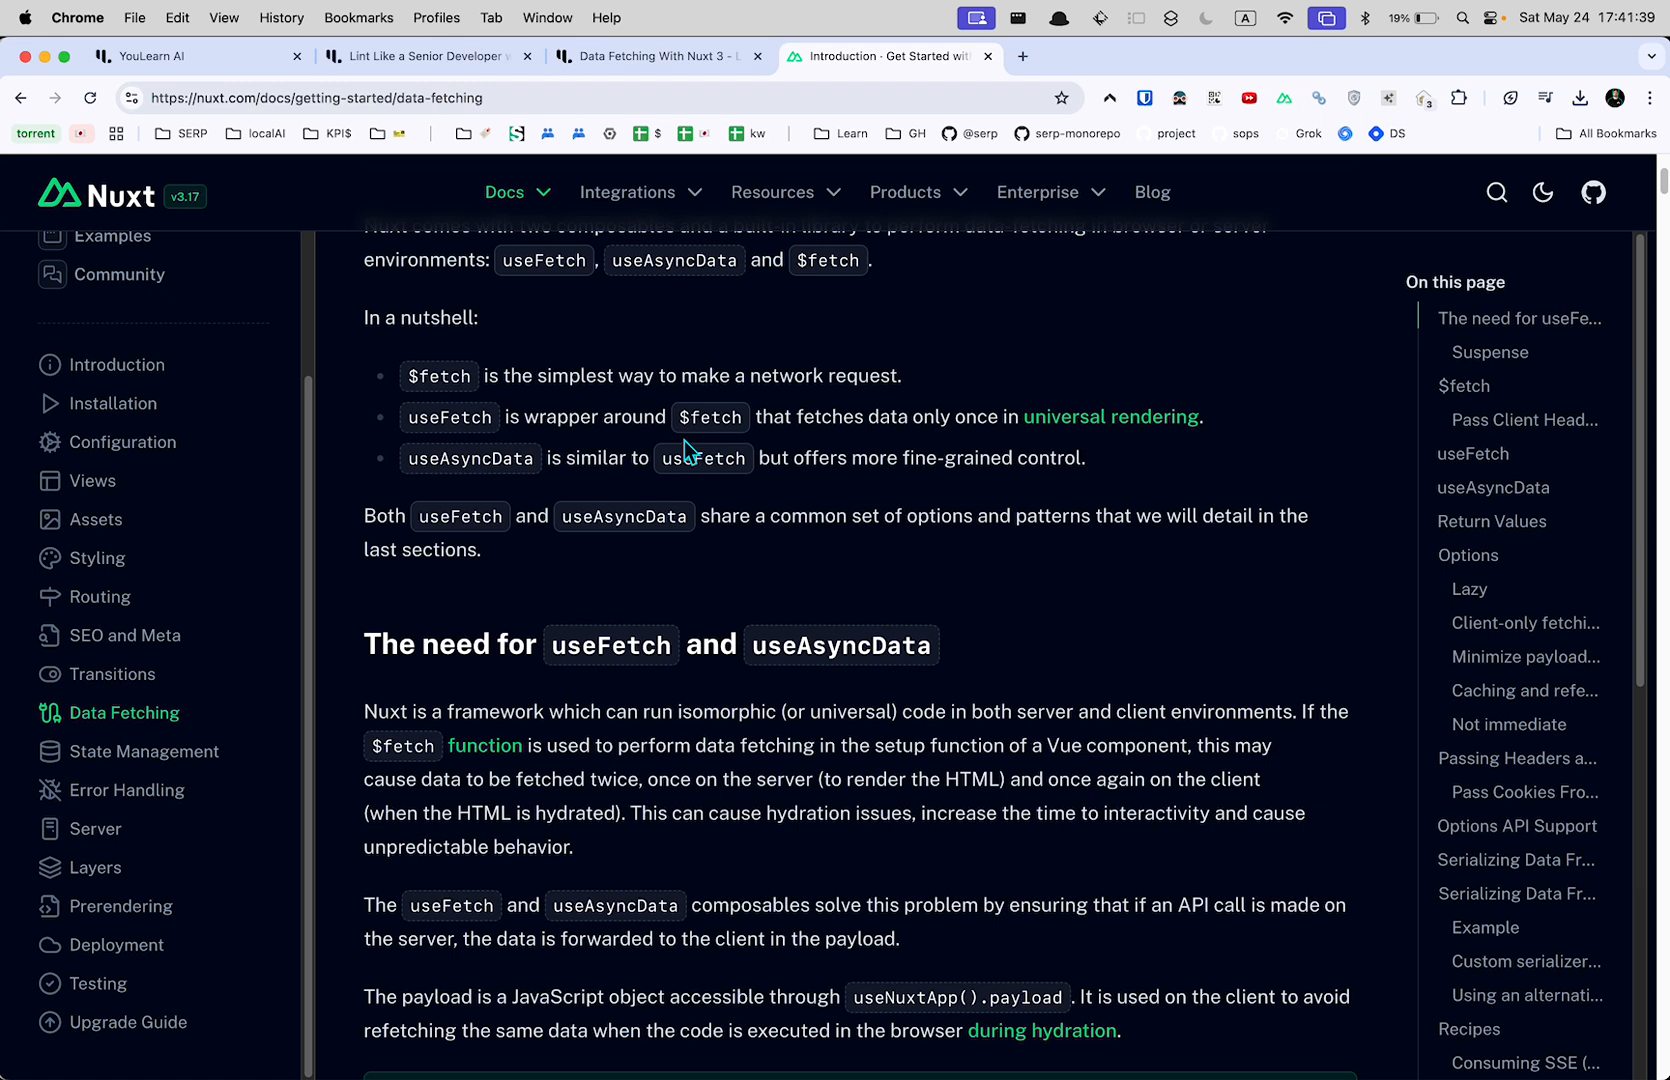 Chrome File Edit View History Bookmarks Profiles Tab Window Help A 19% Sat May 24 17:41:39
YouLearn AI Lint Like a Senior Developer Data Fetching With Nuxt 3 - Introduction · Get Started
https://nuxt.com/docs/getting-started/data-fetching
torrent SERP localAI KPI$ $ kw Learn GH @serp serp-monorepo project sops Grok DS All Bookmarks
Nuxt v3.17 Docs Integrations Resources Products Enterprise Blog
Examples
Community
Introduction
Installation
Configuration
Views
Assets
Styling
Routing
SEO and Meta
Transitions
Data Fetching
State Management
Error Handling
Server
Layers
Prerendering
Deployment
Testing
Upgrade Guide
Nuxt comes with two composables and a built-in library to perform data-fetching in browser or server
environments: useFetch, useAsyncData and $fetch.
In a nutshell:
$fetch is the simplest way to make a network request.
useFetch is wrapper around $fetch that fetches data only once in universal rendering.
useAsyncData is similar to useFetch but offers more fine-grained control.
Both useFetch and useAsyncData share a common set of options and patterns that we will detail in the
last sections.
The need for useFetch and useAsyncData
Nuxt is a framework which can run isomorphic (or universal) code in both server and client environments. If the
$fetch function is used to perform data fetching in the setup function of a Vue component, this may
cause data to be fetched twice, once on the server (to render the HTML) and once again on the client
(when the HTML is hydrated). This can cause hydration issues, increase the time to interactivity and cause
unpredictable behavior.
The useFetch and useAsyncData composables solve this problem by ensuring that if an API call is made on
the server, the data is forwarded to the client in the payload.
The payload is a JavaScript object accessible through useNuxtApp().payload. It is used on the client to avoid
refetching the same data when the code is executed in the browser during hydration.
On this page
The need for useFe...
Suspense
$fetch
Pass Client Head...
useFetch
useAsyncData
Return Values
Options
Lazy
Client-only fetchi...
Minimize payload...
Caching and refe...
Not immediate
Passing Headers a...
Pass Cookies Fro...
Options API Support
Serializing Data Fr...
Serializing Data Fr...
Example
Custom serializer...
Using an alternati...
Recipes
Consuming SSE (...